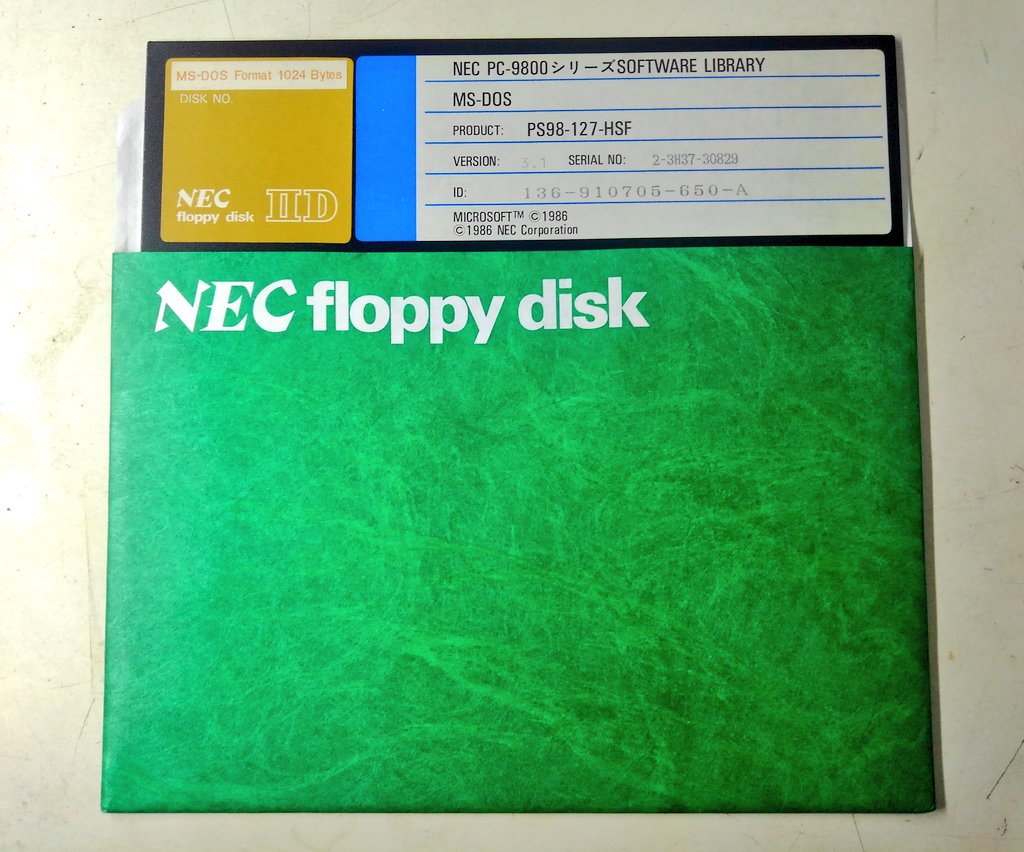 MS-DOS Format 1024 Bytes
DISK NO.
NEC
floppy disk IID
NEC PC-9800シリーズSOFTWARE LIBRARY
MS-DOS
PRODUCT: PS98-127-HSF
VERSION: 3.1 SERIAL NO: 2-3H37-30829
ID: 136-910705-650-A
MICROSOFT™ ©1986
©1986 NEC Corporation
NEC floppy disk